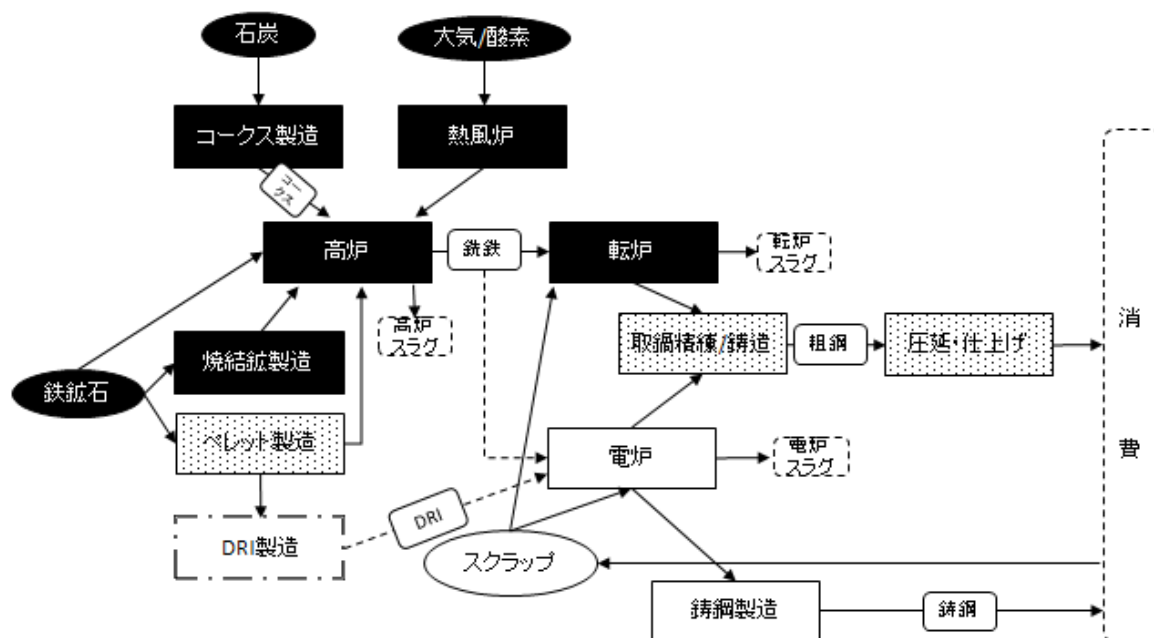 石炭
大気/酸素
コークス製造
熱風炉
コー
クス
高炉
銑鉄
転炉
転炉
スラグ
高炉
スラグ
消
費
取鍋精練/鋳造
粗鋼
圧延・仕上げ
焼結鉱製造
鉄鉱石
ペレット製造
電炉
電炉
スラグ
DRI
DRI製造
スクラップ
鋳鋼製造
鋳鋼